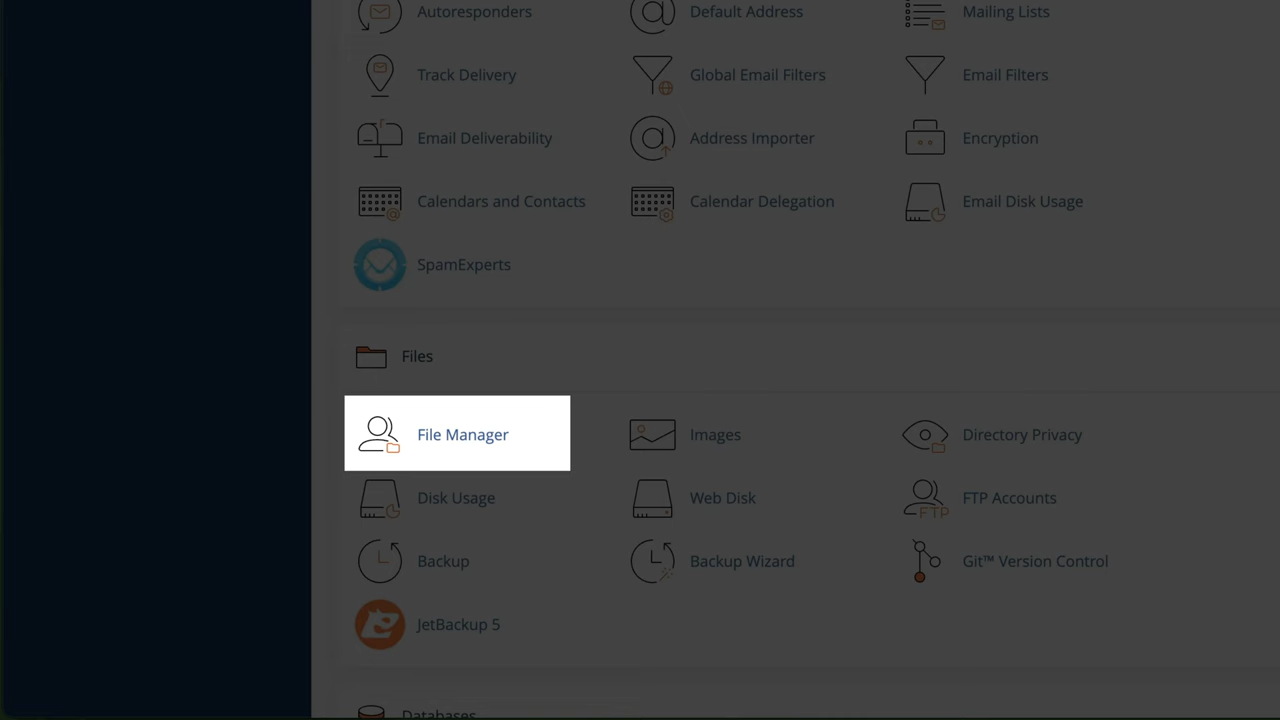 Autoresponders
Default Address
Mailing Lists
Track Delivery
Global Email Filters
Email Filters
Email Deliverability
Address Importer
Encryption
Calendars and Contacts
Calendar Delegation
Email Disk Usage
SpamExperts
Files
File Manager
Images
Directory Privacy
Disk Usage
Web Disk
FTP Accounts
FTP
Backup
Backup Wizard
Git™ Version Control
JetBackup 5
Databases